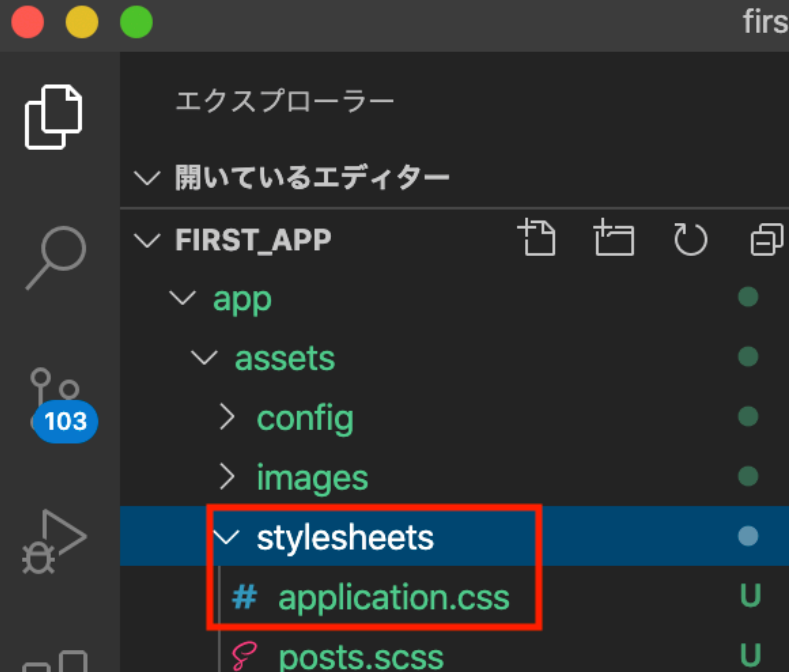 firs
エクスプローラー
開いているエディター
FIRST_APP
app
assets
config
images
103
stylesheets
# application.css U
posts.scss U